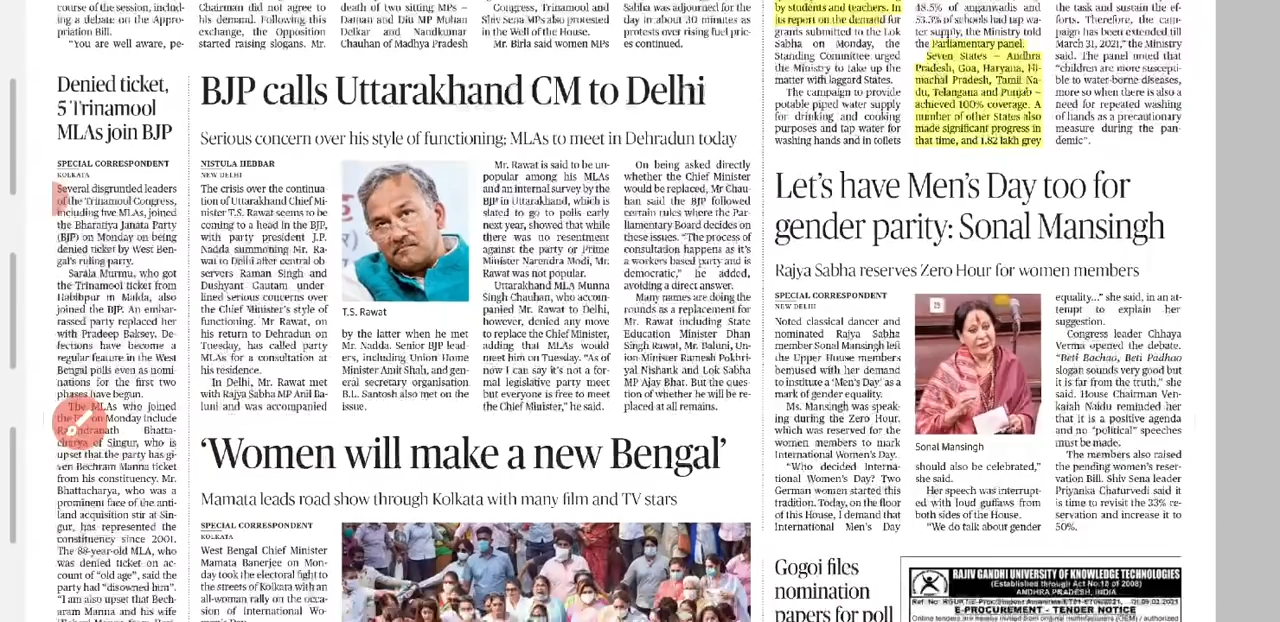 course of the session, includ-
ing a debate on the Appro-
priation Bill.
"You are well aware, pe-
Chairman did not agree to
his demand. Following this
exchange, the Opposition
started raising slogans. Mr.
death of two sitting MPs –
Daman and Diu MP Mohan
Delkar and Nandkumar
Chauhan of Madhya Pradesh
Congress, Trinamool and
Shiv Sena MPs also protested
in the Well of the House.
Mr. Birla said women MPs
Sabha was adjourned for the
day in about 30 minutes as
protests over rising fuel pric-
es continued.
Denied ticket,
5 Trinamool
MLAs join BJP
SPECIAL CORRESPONDENT
KOLKATA
Several disgruntled leaders
of the Trinamool Congress,
including five MLAs, joined
the Bharatiya Janata Party
(BJP) on Monday on being
denied ticket by West Ben-
gal's ruling party.
Sarala Murmu, who got
the Trinamool ticket from
Habibpur in Malda, also
joined the BJP. An embar-
rassed party replaced her
with Pradeep Baksey. De-
fections have become a
regular feature in the West
Bengal polls even as nomi-
nations for the first two
phases have begun.
The MLAs who joined
the on Monday include
Bhatta-
of Singur, who is
upset that the party has gi-
ven Becharam Manna ticket
from his constituency. Mr.
Bhattacharya, who was a
prominent face of the anti-
land acquisition stir at Sin-
gur, has represented the
constituency since 2001.
The 88-year-old MLA, who
was denied ticket on ac-
count of "old age", said the
party had "disowned him".
"I am also upset that Bech-
aram Manna and his wife
BJP calls Uttarakhand CM to Delhi
Serious concern over his style of functioning; MLAs to meet in Dehradun today
NISTULA HEBBAR
NEW DELHI
The crisis over the continua-
tion of Uttarakhand Chief Mi-
nister T.S. Rawat seems to be
coming to a head in the BJP,
with party president J.P.
Nadda summoning Mr. Ra-
wat to Delhi after central ob-
servers Raman Singh and
Dushyant Gautam under-
lined serious concerns over
the Chief Minister's style of
functioning. Mr. Rawat, on
his return to Dehradun on
Tuesday, has called party
MLAs for a consultation at
his residence.
In Delhi, Mr. Rawat met
with Rajya Sabha MP Anil Ba-
luni and was accompanied
T.S. Rawat
by the latter when he met
Mr. Nadda. Senior BJP lead-
ers, including Union Home
Minister Amit Shah, and gen-
eral secretary organisation
B.L. Santosh also met on the
issue.
Mr. Rawat is said to be un-
popular among his MLAs
and an internal survey by the
BJP in Uttarakhand, which is
slated to go to polls early
next year, showed that while
there was no resentment
against the party or Prime
Minister Narendra Modi, Mr.
Rawat was not popular.
Uttarakhand MLA Munna
Singh Chauhan, who accom-
panied Mr. Rawat to Delhi,
however, denied any move
to replace the Chief Minister,
adding that MLAs would
meet him on Tuesday. "As of
now I can say it's not a for-
mal legislative party meet
but everyone is free to meet
the Chief Minister," he said.
On being asked directly
whether the Chief Minister
would be replaced, Mr Chau-
han said the BJP followed
certain rules where the Par-
liamentary Board decides on
these issues. "The process of
consultation happens as it's
a workers based party and is
democratic," he added,
avoiding a direct answer.
Many names are doing the
rounds as a replacement for
Mr. Rawat including State
Education Minister Dhan
Singh Rawat, Mr. Baluni, Un-
ion Minister Ramesh Pokhri-
yal Nishank and Lok Sabha
MP Ajay Bhat. But the ques-
tion of whether he will be re-
placed at all remains.
'Women will make a new Bengal'
Mamata leads road show through Kolkata with many film and TV stars
SPECIAL CORRESPONDENT
KOLKATA
West Bengal Chief Minister
Mamata Banerjee on Mon-
day took the electoral fight to
the streets of Kolkata with an
all-woman rally on the occa-
sion of International Wo-
men's Day.
by students and teachers. In
its report on the demand for
grants submitted to the Lok
Sabha on Monday, the
Standing Committee urged
the Ministry to take up the
matter with laggard States.
The campaign to provide
potable piped water supply
for drinking and cooking
purposes and tap water for
washing hands and in toilets
48.5% of anganwadis and
53.3% of schools had tap wa-
ter supply, the Ministry told
the Parliamentary panel.
Seven States – Andhra
Pradesh, Goa, Haryana, Hi-
machal Pradesh, Tamil Na-
du, Telangana and Punjab –
achieved 100% coverage. A
number of other States also
made significant progress in
that time, and 1.82 lakh grey
the task and sustain the ef-
forts. Therefore, the cam-
paign has been extended till
March 31, 2021," the Ministry
said. The panel noted that
"children are more suscepti-
ble to water-borne diseases,
more so when there is also a
need for repeated washing
of hands as a precautionary
measure during the pan-
demic".
Let's have Men's Day too for
gender parity: Sonal Mansingh
Rajya Sabha reserves Zero Hour for women members
SPECIAL CORRESPONDENT
NEW DELHI
Noted classical dancer and
nominated Rajya Sabha
member Sonal Mansingh left
the Upper House members
bemused with her demand
to institute a 'Men's Day' as a
mark of gender equality.
Ms. Mansingh was speak-
ing during the Zero Hour,
which was reserved for the
women members to mark
International Women's Day.
"Who decided Interna-
tional Women's Day? Two
German women started this
tradition. Today, on the floor
of this House, I demand that
International Men's Day
Sonal Mansingh
should also be celebrated,"
she said.
Her speech was interrupt-
ed with loud guffaws from
both sides of the House.
"We do talk about gender
equality..." she said, in an at-
tempt to explain her
suggestion.
Congress leader Chhaya
Verma opened the debate.
"Beti Bachao, Beti Padhao
slogan sounds very good but
it is far from the truth," she
said. House Chairman Ven-
kaiah Naidu reminded her
that it is a positive agenda
and no "political" speeches
must be made.
The members also raised
the pending women's reser-
vation Bill. Shiv Sena leader
Priyanka Chaturvedi said it
is time to revisit the 33% re-
servation and increase it to
50%.
Gogoi files
nomination
papers for poll
RAJIV GANDHI UNIVERSITY OF KNOWLEDGE TECHNOLOGIES
(Established through Act No.18 of 2008)
ANDHRA PRADESH, INDIA
E-PROCUREMENT - TENDER NOTICE